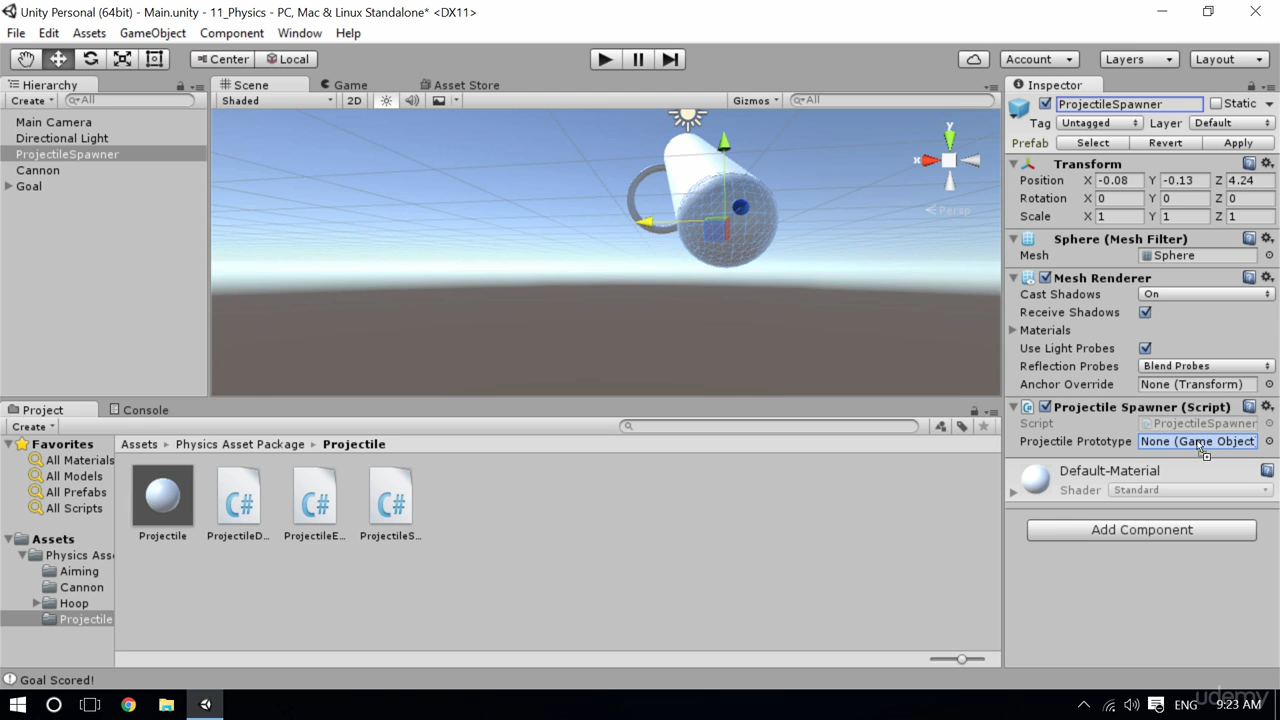 Unity Personal (64bit) - Main.unity - 11_Physics - PC, Mac & Linux Standalone* <DX11>
File Edit Assets GameObject Component Window Help
Center Local Account Layers Layout
Hierarchy
Create All
Main Camera
Directional Light
ProjectileSpawner
Cannon
Goal
Scene Game Asset Store
Shaded 2D Gizmos All
y
x
Persp
Inspector
ProjectileSpawner Static
Tag Untagged Layer Default
Prefab Select Revert Apply
Transform
Position X -0.08 Y -0.13 Z 4.24
Rotation X 0 Y 0 Z 0
Scale X 1 Y 1 Z 1
Sphere (Mesh Filter)
Mesh Sphere
Mesh Renderer
Cast Shadows On
Receive Shadows
Materials
Use Light Probes
Reflection Probes Blend Probes
Anchor Override None (Transform)
Projectile Spawner (Script)
Script ProjectileSpawner
Projectile Prototype None (Game Object
Default-Material
Shader Standard
Add Component
Project Console
Create
Favorites
All Materials
All Models
All Prefabs
All Scripts
Assets
Physics Ass
Aiming
Cannon
Hoop
Projectile
Assets Physics Asset Package Projectile
Projectile ProjectileD... ProjectileE... ProjectileS...
Goal Scored!
ENG 9:23 AM
udemy